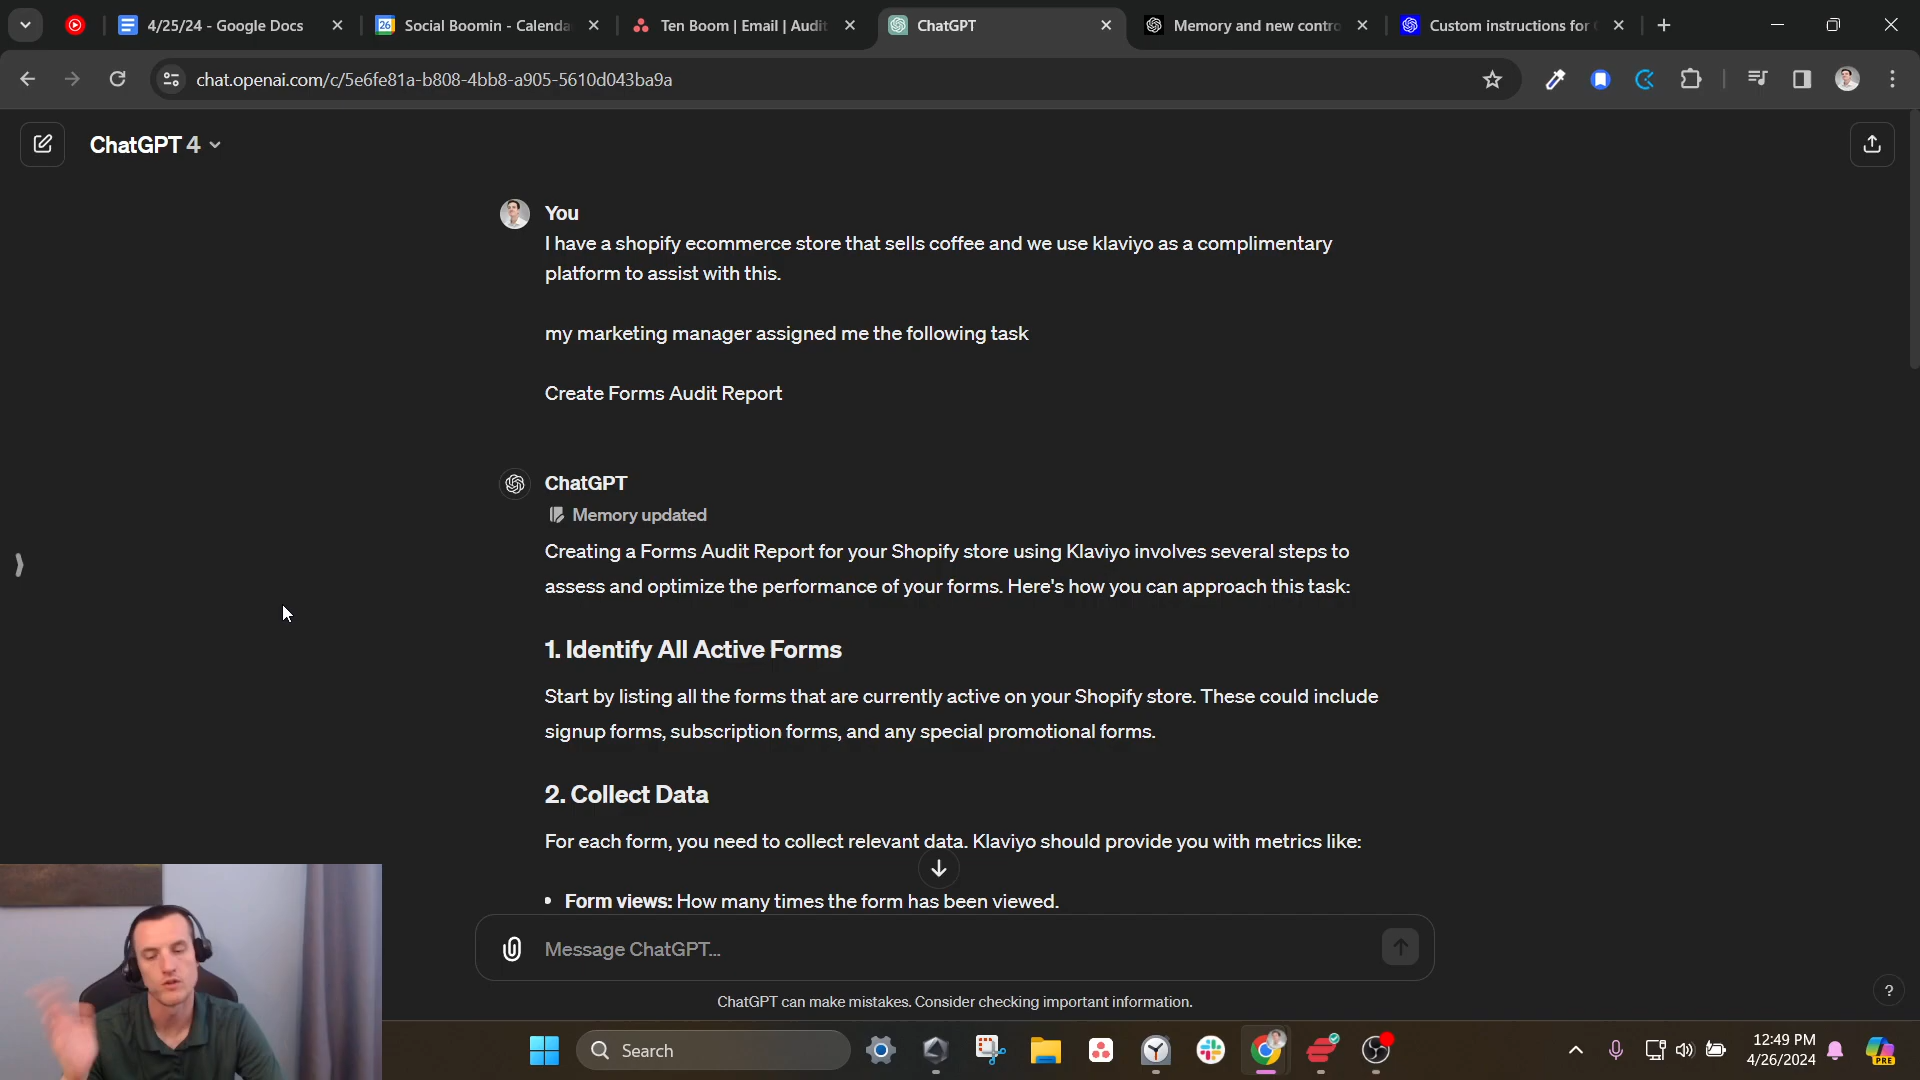 4/25/24 - Google Docs
Social Boomin - Calenda
Ten Boom | Email | Audit
ChatGPT
Memory and new contro
Custom instructions for
chat.openai.com/c/5e6fe81a-b808-4bb8-a905-5610d043ba9a
ChatGPT 4
You
I have a shopify ecommerce store that sells coffee and we use klaviyo as a complimentary
platform to assist with this.
my marketing manager assigned me the following task
Create Forms Audit Report
ChatGPT
Memory updated
Creating a Forms Audit Report for your Shopify store using Klaviyo involves several steps to
assess and optimize the performance of your forms. Here's how you can approach this task:
1. Identify All Active Forms
Start by listing all the forms that are currently active on your Shopify store. These could include
signup forms, subscription forms, and any special promotional forms.
2. Collect Data
For each form, you need to collect relevant data. Klaviyo should provide you with metrics like:
• Form views: How many times the form has been viewed.
Message ChatGPT...
ChatGPT can make mistakes. Consider checking important information.
?
Search
12:49 PM
4/26/2024
PRE